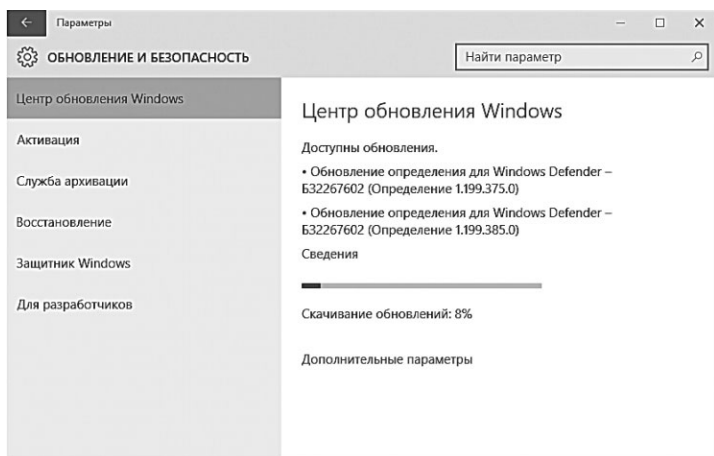 Параметры
ОБНОВЛЕНИЕ И БЕЗОПАСНОСТЬ
Найти параметр
Центр обновления Windows
Активация
Служба архивации
Восстановление
Защитник Windows
Для разработчиков
Центр обновления Windows
Доступны обновления.
• Обновление определения для Windows Defender –
Б32267602 (Определение 1.199.375.0)
• Обновление определения для Windows Defender –
Б32267602 (Определение 1.199.385.0)
Сведения
Скачивание обновлений: 8%
Дополнительные параметры